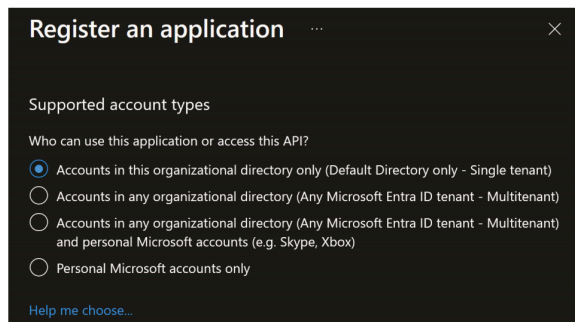 Register an application ...
Supported account types
Who can use this application or access this API?
Accounts in this organizational directory only (Default Directory only - Single tenant)
Accounts in any organizational directory (Any Microsoft Entra ID tenant - Multitenant)
Accounts in any organizational directory (Any Microsoft Entra ID tenant - Multitenant)
and personal Microsoft accounts (e.g. Skype, Xbox)
Personal Microsoft accounts only
Help me choose...